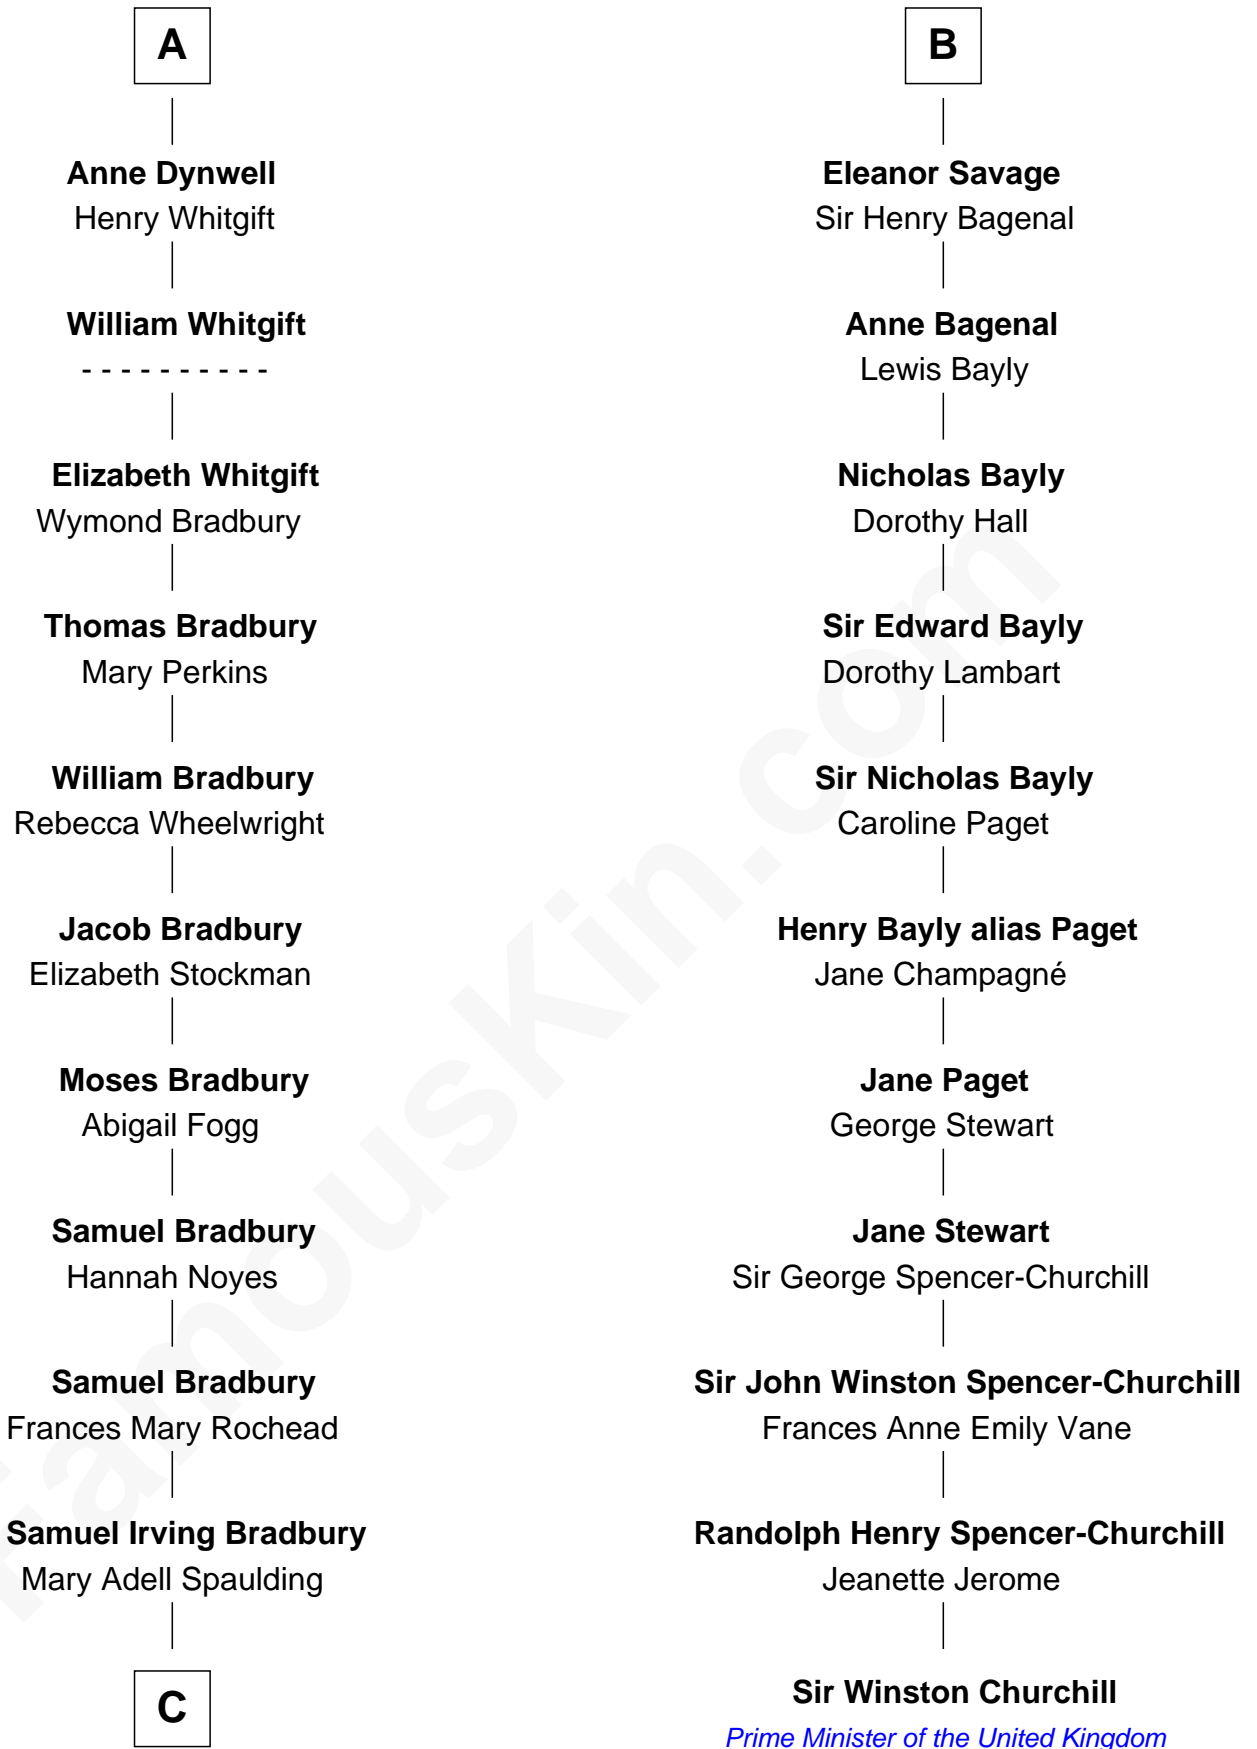 A
Anne Dynwell
Henry Whitgift
William Whitgift
- - - - - - - - - -
Elizabeth Whitgift
Wymond Bradbury
Thomas Bradbury
Mary Perkins
William Bradbury
Rebecca Wheelwright
Jacob Bradbury
Elizabeth Stockman
Moses Bradbury
Abigail Fogg
Samuel Bradbury
Hannah Noyes
Samuel Bradbury
Frances Mary Rochead
Samuel Irving Bradbury
Mary Adell Spaulding
C
B
Eleanor Savage
Sir Henry Bagenal
Anne Bagenal
Lewis Bayly
Nicholas Bayly
Dorothy Hall
Sir Edward Bayly
Dorothy Lambart
Sir Nicholas Bayly
Caroline Paget
Henry Bayly alias Paget
Jane Champagné
Jane Paget
George Stewart
Jane Stewart
Sir George Spencer-Churchill
Sir John Winston Spencer-Churchill
Frances Anne Emily Vane
Randolph Henry Spencer-Churchill
Jeanette Jerome
Sir Winston Churchill
Prime Minister of the United Kingdom
FamousKin.com